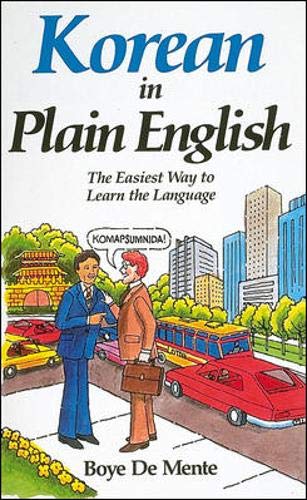 Korean
in
Plain English
The Easiest Way to
Learn the Language
KOMAPSUMNIDA!
Boye De Mente